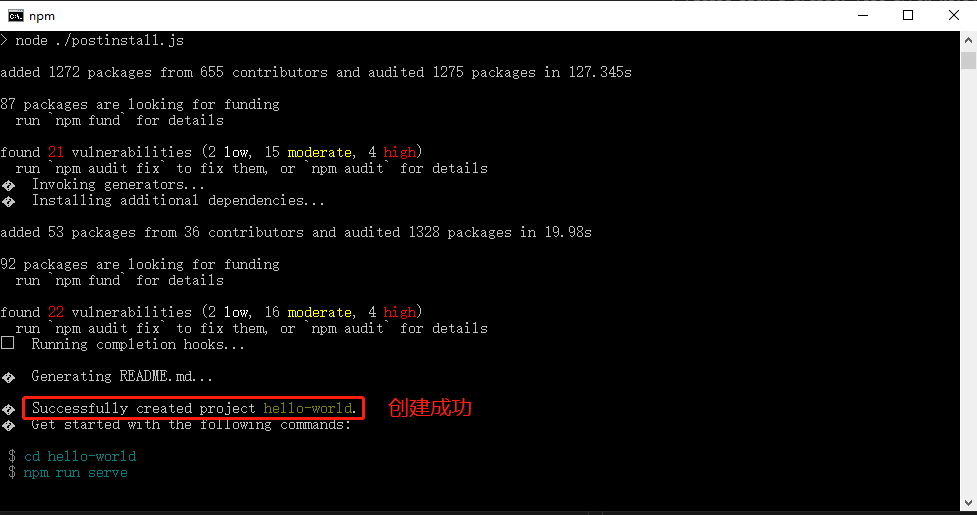 npm
> node ./postinstall.js
added 1272 packages from 655 contributors and audited 1275 packages in 127.345s
87 packages are looking for funding
run `npm fund` for details
found 21 vulnerabilities (2 low, 15 moderate, 4 high)
run `npm audit fix` to fix them, or `npm audit` for details
� Invoking generators...
� Installing additional dependencies...
added 53 packages from 36 contributors and audited 1328 packages in 19.98s
92 packages are looking for funding
run `npm fund` for details
found 22 vulnerabilities (2 low, 16 moderate, 4 high)
run `npm audit fix` to fix them, or `npm audit` for details
Running completion hooks...
� Generating README.md...
� Successfully created project hello-world. 创建成功
� Get started with the following commands:
$ cd hello-world
$ npm run serve